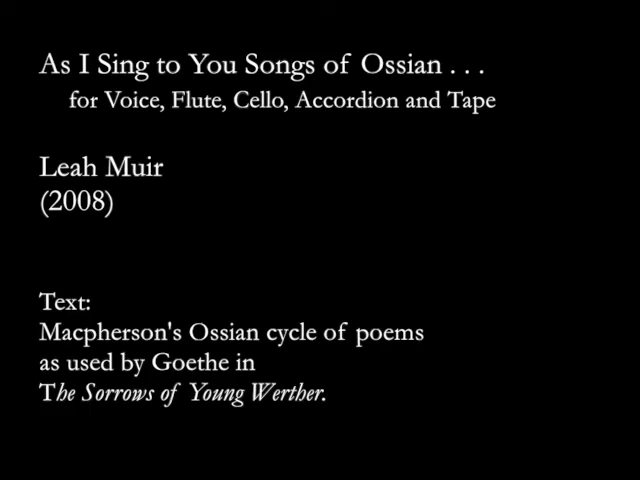 As I Sing to You Songs of Ossian . . .
for Voice, Flute, Cello, Accordion and Tape
Leah Muir
(2008)
Text:
Macpherson's Ossian cycle of poems
as used by Goethe in
The Sorrows of Young Werther.